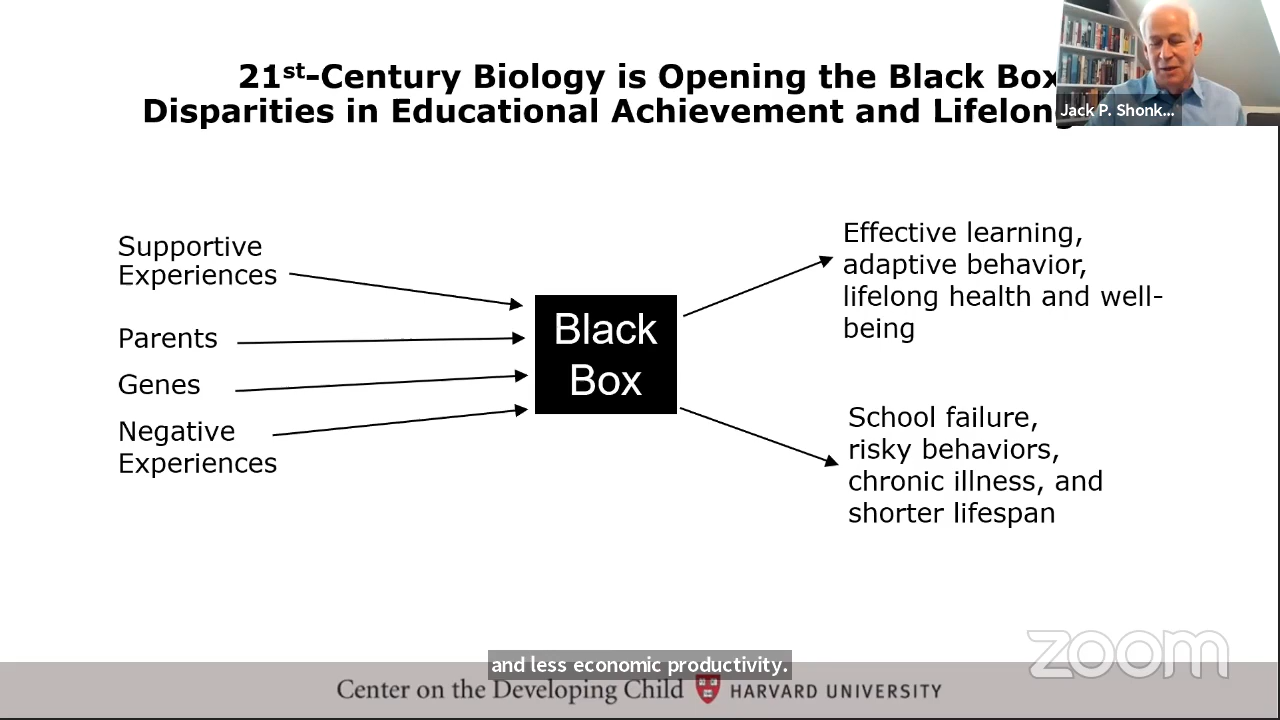 21st-Century Biology is Opening the Black Box
Disparities in Educational Achievement and Lifelong
Jack P. Shonk...
Supportive
Experiences
Parents
Genes
Negative
Experiences
Black
Box
Effective learning,
adaptive behavior,
lifelong health and well-
being
School failure,
risky behaviors,
chronic illness, and
shorter lifespan
zoom
and less economic productivity.
Center on the Developing Child HARVARD UNIVERSITY